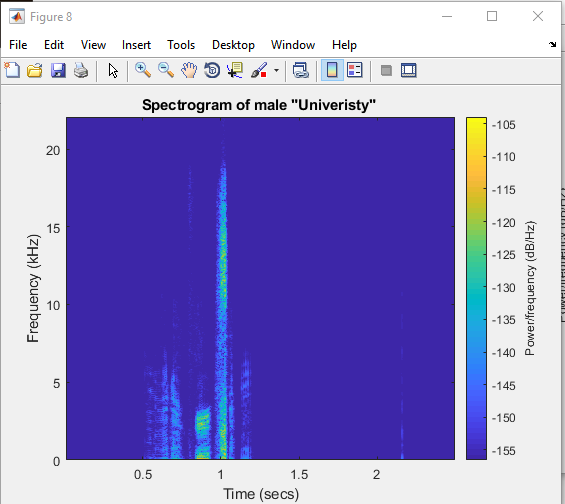 Figure 8
File Edit View Insert Tools Desktop Window Help
Spectrogram of male "Univeristy"
20
15
10
5
0
Frequency (kHz)
0.5 1 1.5 2
Time (secs)
-105
-110
-115
-120
-125
-130
-135
-140
-145
-150
-155
Power/frequency (dB/Hz)